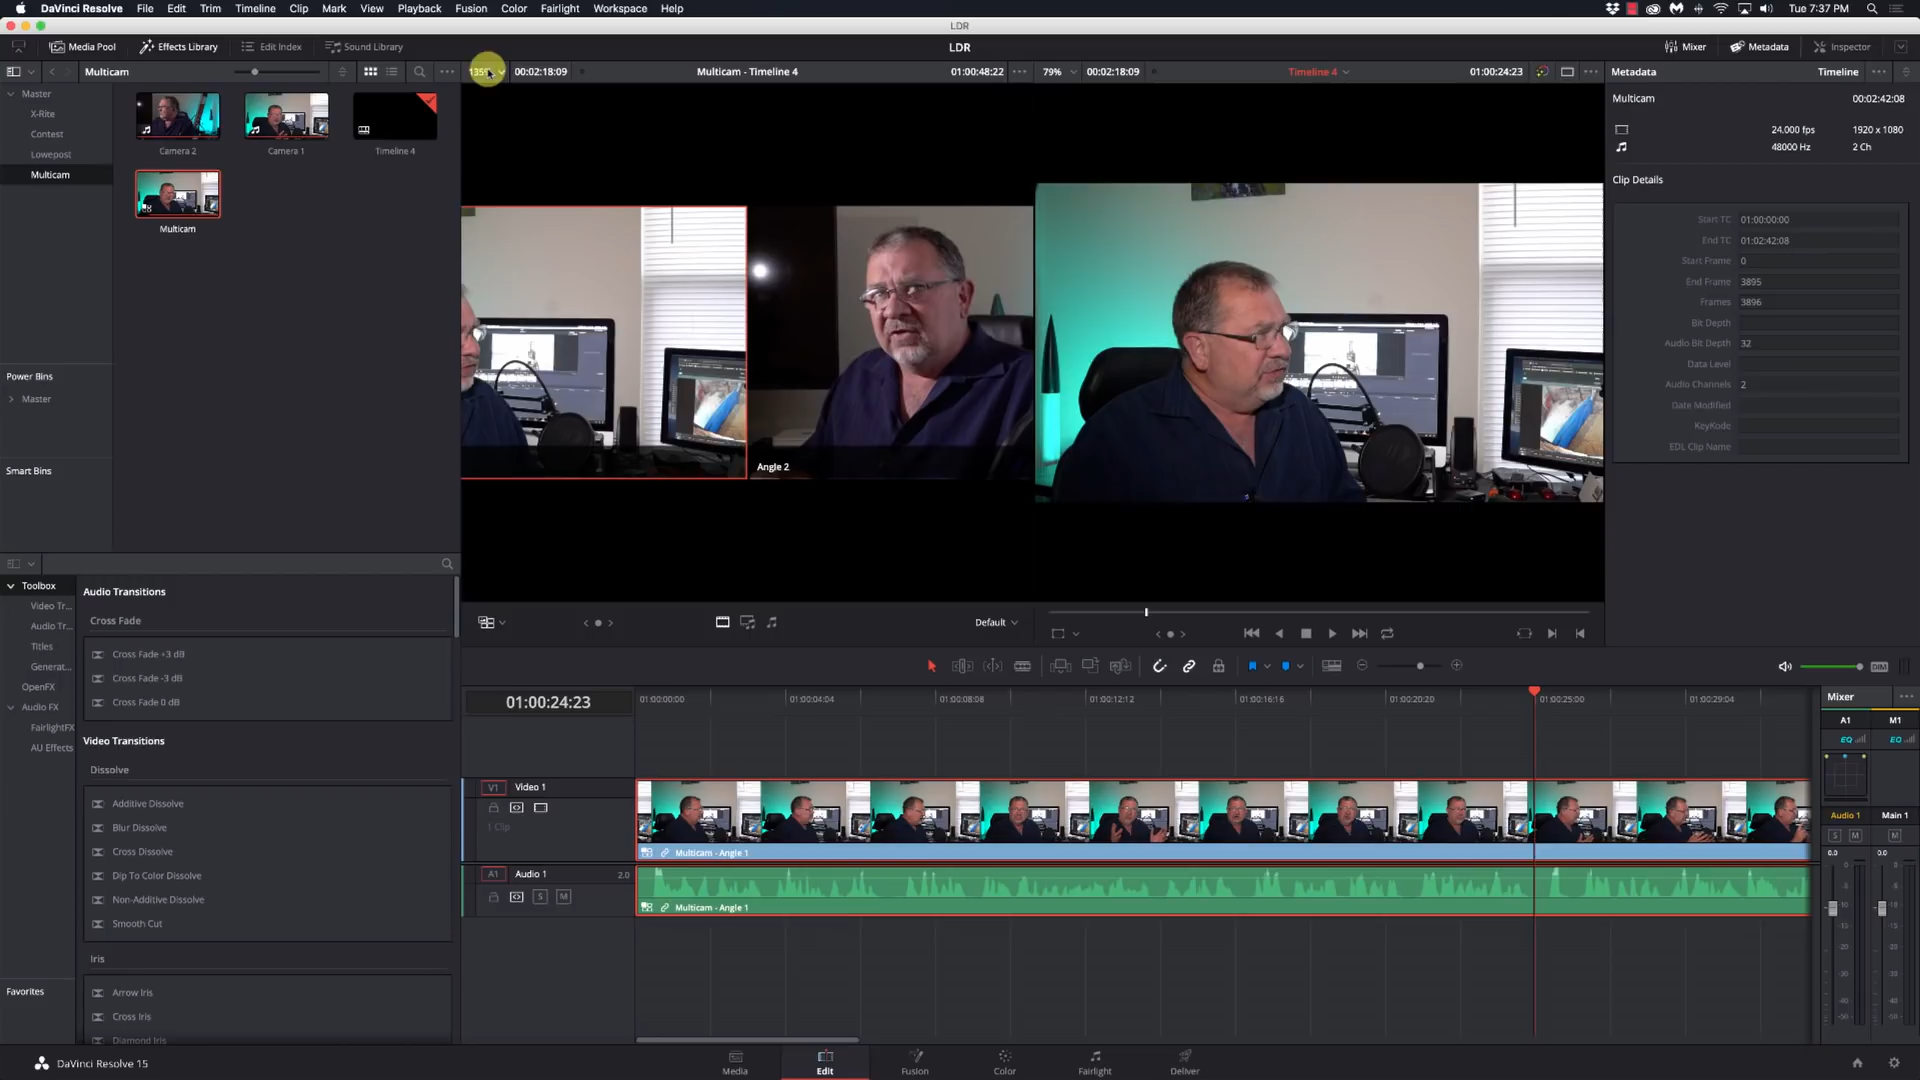 DaVinci Resolve File Edit Trim Timeline Clip Mark View Playback Fusion Color Fairlight Workspace Help Tue 7:37 PM
LDR
Media Pool Effects Library Edit Index Sound Library LDR Mixer Metadata Inspector
Multicam 135% 00:02:18:09 Multicam - Timeline 4 01:00:48:22 79% 00:02:18:09 Timeline 4 01:00:24:23 Metadata Timeline
Master
X-Rite
Contest
Lowepost
Multicam
Camera 2 Camera 1 Timeline 4
Multicam
Power Bins
Master
Smart Bins
Angle 2
Default
Multicam 00:02:42:08
24.000 fps 1920 x 1080
48000 Hz 2 Ch
Clip Details
Start TC 01:00:00:00
End TC 01:02:42:08
Start Frame 0
End Frame 3895
Frames 3896
Bit Depth
Audio Bit Depth 32
Data Level
Audio Channels 2
Date Modified
KeyKode
EDL Clip Name
Toolbox
Video Tr...
Audio Tr...
Titles
Generat...
OpenFX
Audio FX
FairlightFX
AU Effects
Favorites
Audio Transitions
Cross Fade
Cross Fade +3 dB
Cross Fade -3 dB
Cross Fade 0 dB
Video Transitions
Dissolve
Additive Dissolve
Blur Dissolve
Cross Dissolve
Dip To Color Dissolve
Non-Additive Dissolve
Smooth Cut
Iris
Arrow Iris
Cross Iris
Diamond Iris
DIM
01:00:24:23 01:00:00:00 01:00:04:04 01:00:08:08 01:00:12:12 01:00:16:16 01:00:20:20 01:00:25:00 01:00:29:04
V1 Video 1
1 Clip
Multicam - Angle 1
A1 Audio 1 2.0
S M
Multicam - Angle 1
Mixer
A1 M1
EQ EQ
Audio 1 Main 1
S M M
0.0 0.0
DaVinci Resolve 15
Media Edit Fusion Color Fairlight Deliver